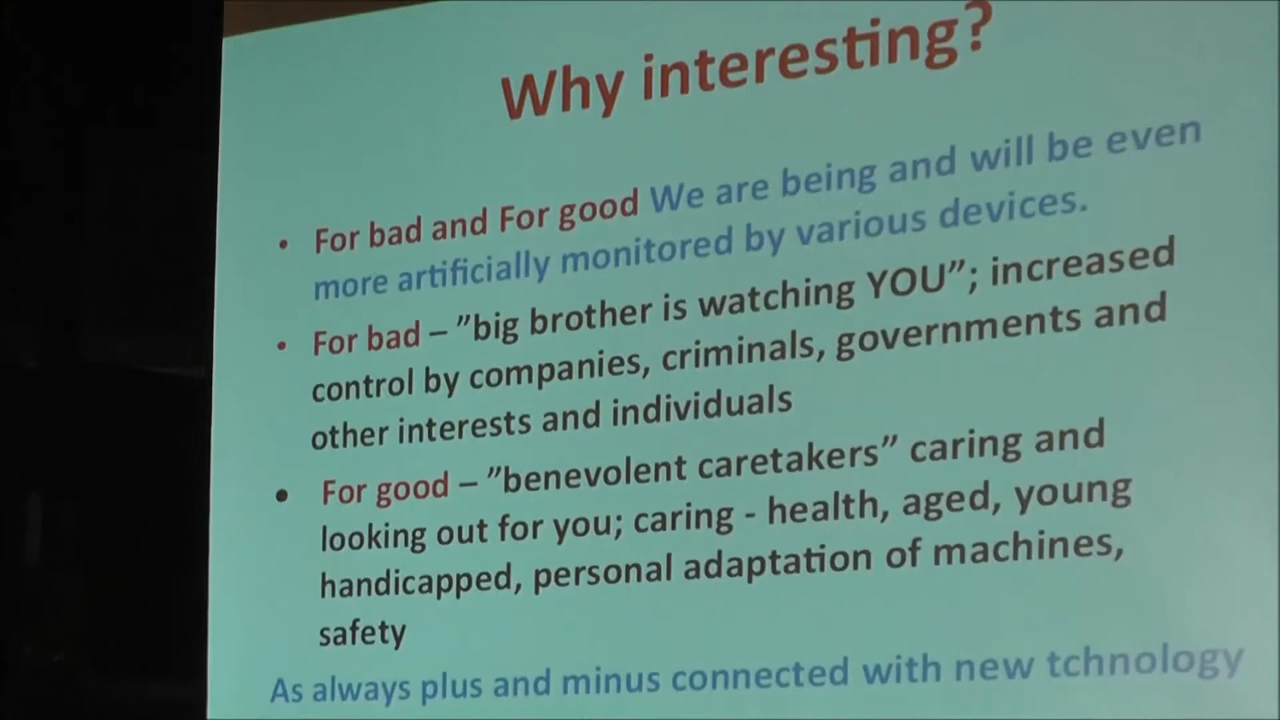 Why interesting?
• For bad and For good We are being and will be even
more artificially monitored by various devices.
• For bad – ”big brother is watching YOU”; increased
control by companies, criminals, governments and
other interests and individuals
• For good – ”benevolent caretakers” caring and
looking out for you; caring - health, aged, young
handicapped, personal adaptation of machines,
safety
As always plus and minus connected with new tchnology